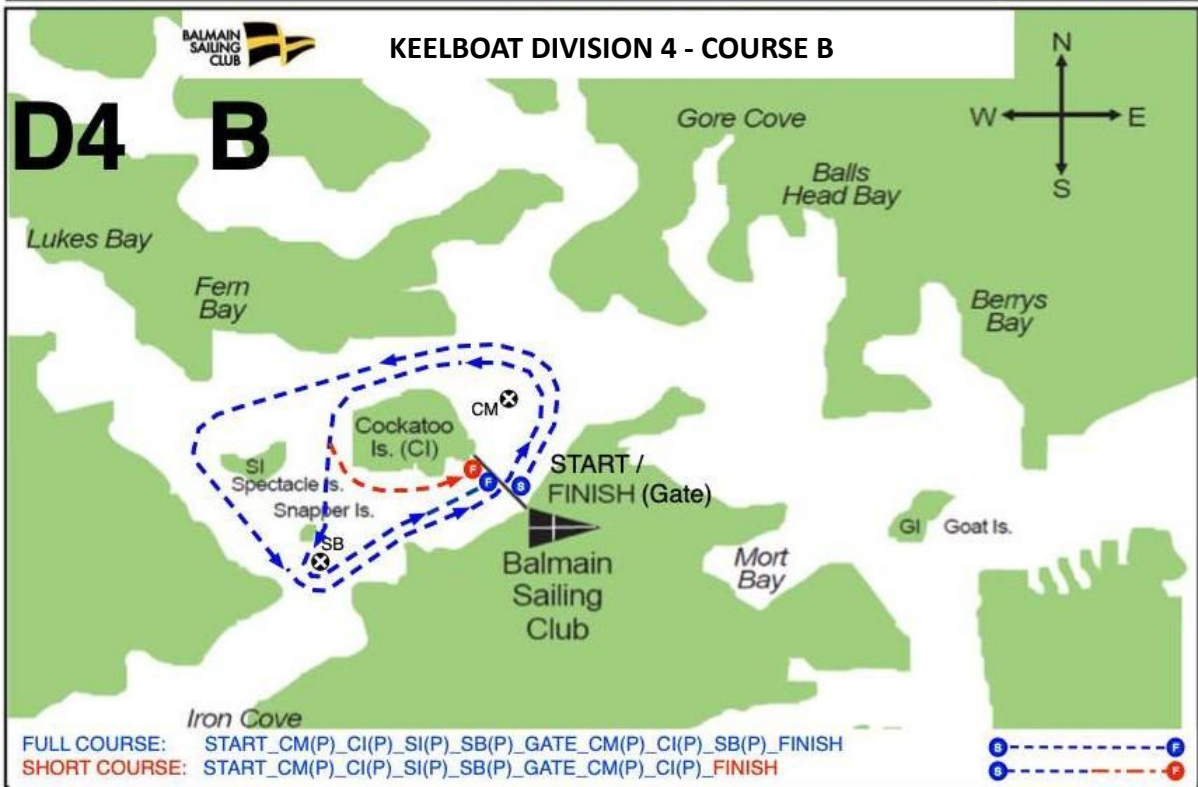 BALMAIN
SAILING
CLUB
KEELBOAT DIVISION 4 - COURSE B
D4 B
N
W E
S
Gore Cove
Balls
Head Bay
Lukes Bay
Fern
Bay
Berrys
Bay
CM
Cockatoo
Is. (CI)
SI
Spectacle Is.
Snapper Is.
SB
F
F
S
START /
FINISH (Gate)
Balmain
Sailing
Club
GI Goat Is.
Mort
Bay
Iron Cove
FULL COURSE: START_CM(P)_CI(P)_SI(P)_SB(P)_GATE_CM(P)_CI(P)_SB(P)_FINISH
S F
SHORT COURSE: START_CM(P)_CI(P)_SI(P)_SB(P)_GATE_CM(P)_CI(P)_FINISH
S F